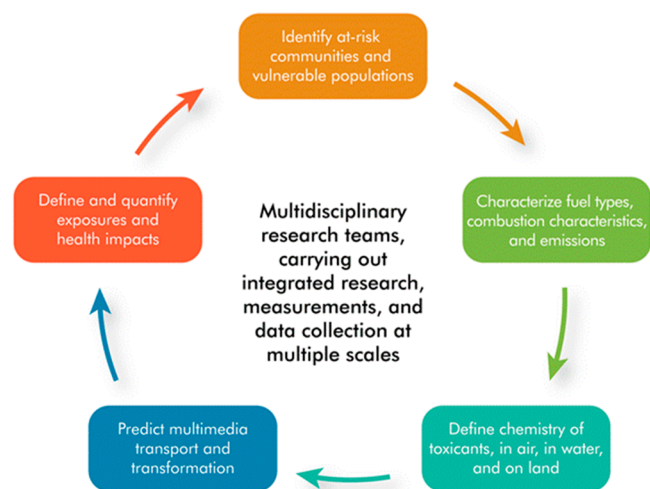 Identify at-risk
communities and
vulnerable populations
Characterize fuel types,
combustion characteristics,
and emissions
Define chemistry of
toxicants, in air, in water,
and on land
Predict multimedia
transport and
transformation
Define and quantify
exposures and
health impacts
Multidisciplinary
research teams,
carrying out
integrated research,
measurements, and
data collection at
multiple scales